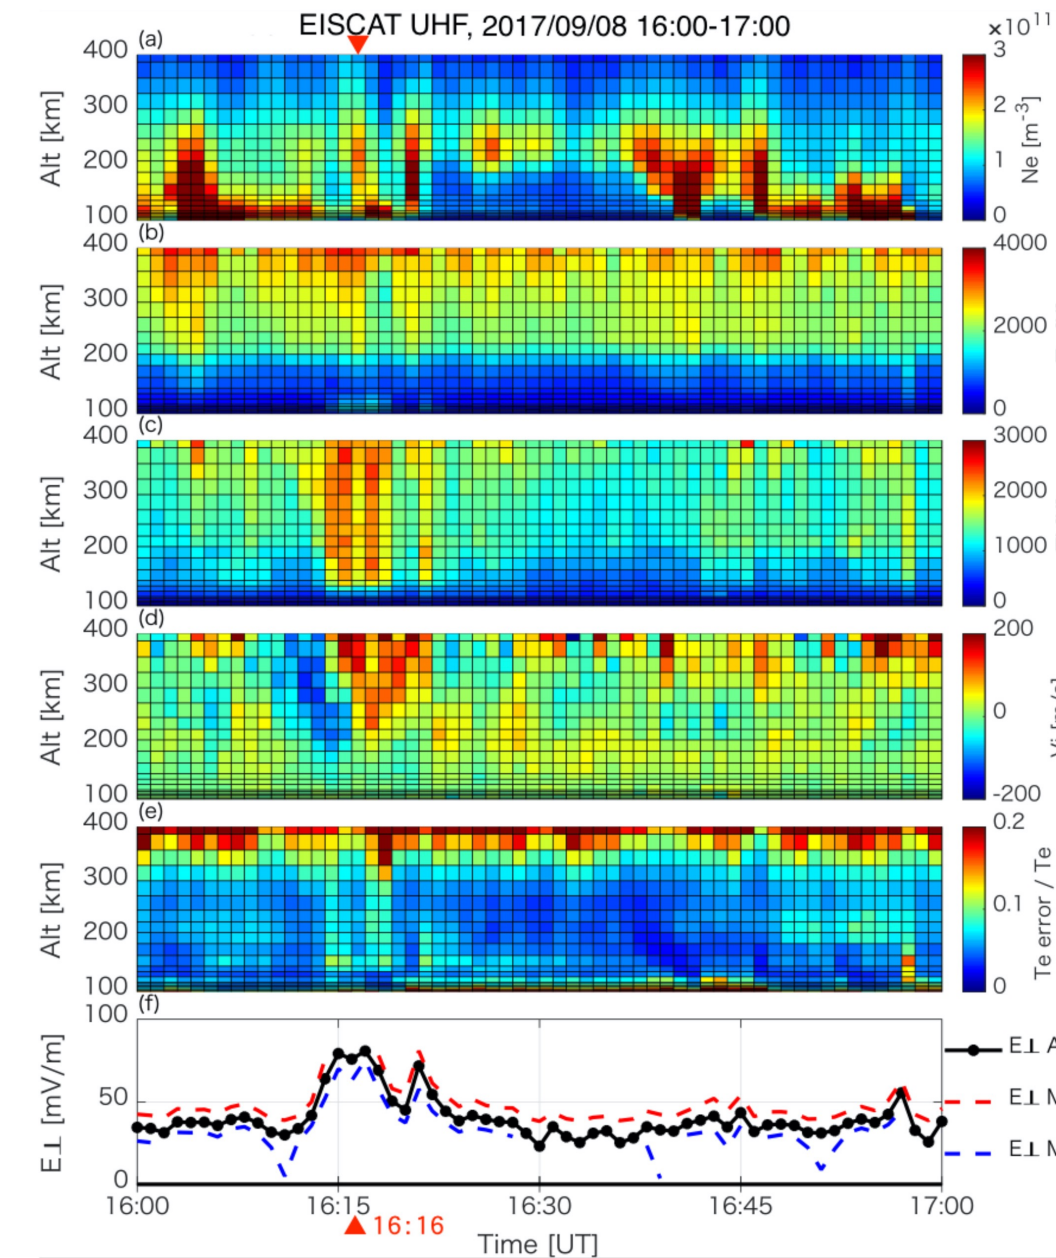 EISCAT UHF, 2017/09/08 16:00-17:00
(a)
×10¹¹
400
300
200
100
Alt [km]
3
2
1
0
Ne [m⁻³]
(b)
400
300
200
100
Alt [km]
4000
2000
0
(c)
400
300
200
100
Alt [km]
3000
2000
1000
0
(d)
400
300
200
100
Alt [km]
200
0
-200
(e)
400
300
200
100
Alt [km]
0.2
0.1
0
Te error / Te
(f)
100
50
0
E⊥ [mV/m]
E⊥ A
E⊥ M
E⊥ M
16:00
16:15
16:30
16:45
17:00
▲ 16:16
Time [UT]